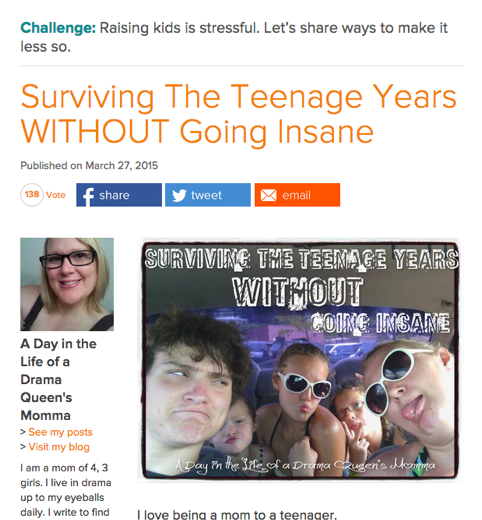 Challenge: Raising kids is stressful. Let's share ways to make it
less so.
Surviving The Teenage Years
WITHOUT Going Insane
Published on March 27, 2015
138 Vote
share
tweet
email
SURVIVING THE TEENAGE YEARS
WITHOUT
GOING INSANE
A Day in the Life of a Drama Queen's Momma
A Day in the
Life of a
Drama
Queen's
Momma
> See my posts
> Visit my blog
I am a mom of 4, 3
girls. I live in drama
up to my eyeballs
daily. I write to find
I love being a mom to a teenager.